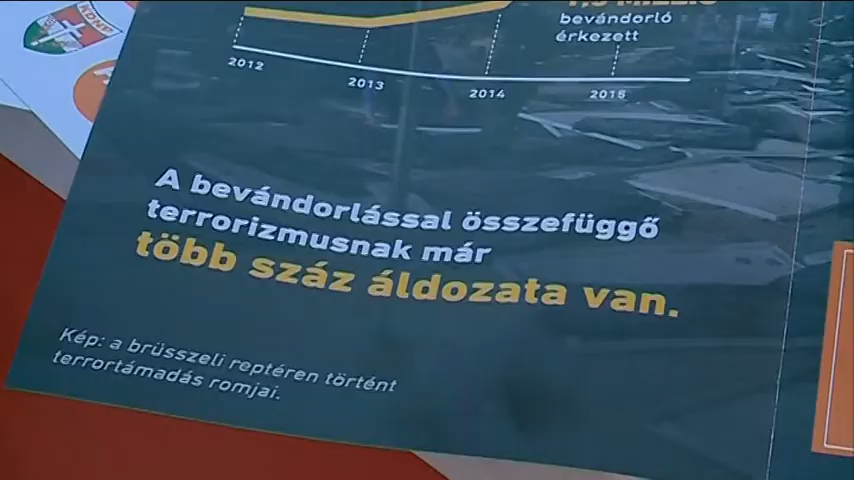 KDNP
bevándorló
érkezett
2012
2013
2014
2015
A bevándorlással összefüggő
terrorizmusnak már
több száz áldozata van.
Kép: a brüsszeli reptéren történt
terrortámadás romjai.